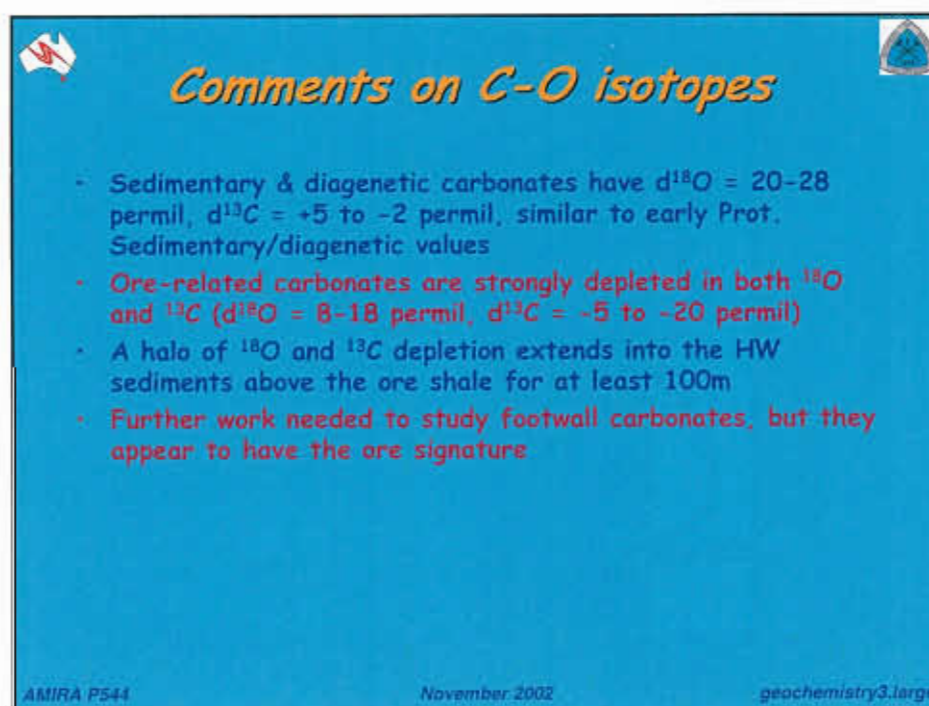 Comments on C-O isotopes
· Sedimentary & diagenetic carbonates have d¹⁸O = 20-28
permil, d¹³C = +5 to -2 permil, similar to early Prot.
Sedimentary/diagenetic values
· Ore-related carbonates are strongly depleted in both ¹⁸O
and ¹³C (d¹⁸O = 8-18 permil, d¹³C = -5 to -20 permil)
· A halo of ¹⁸O and ¹³C depletion extends into the HW
sediments above the ore shale for at least 100m
· Further work needed to study footwall carbonates, but they
appear to have the ore signature
AMIRA P544 November 2002 geochemistry3.large